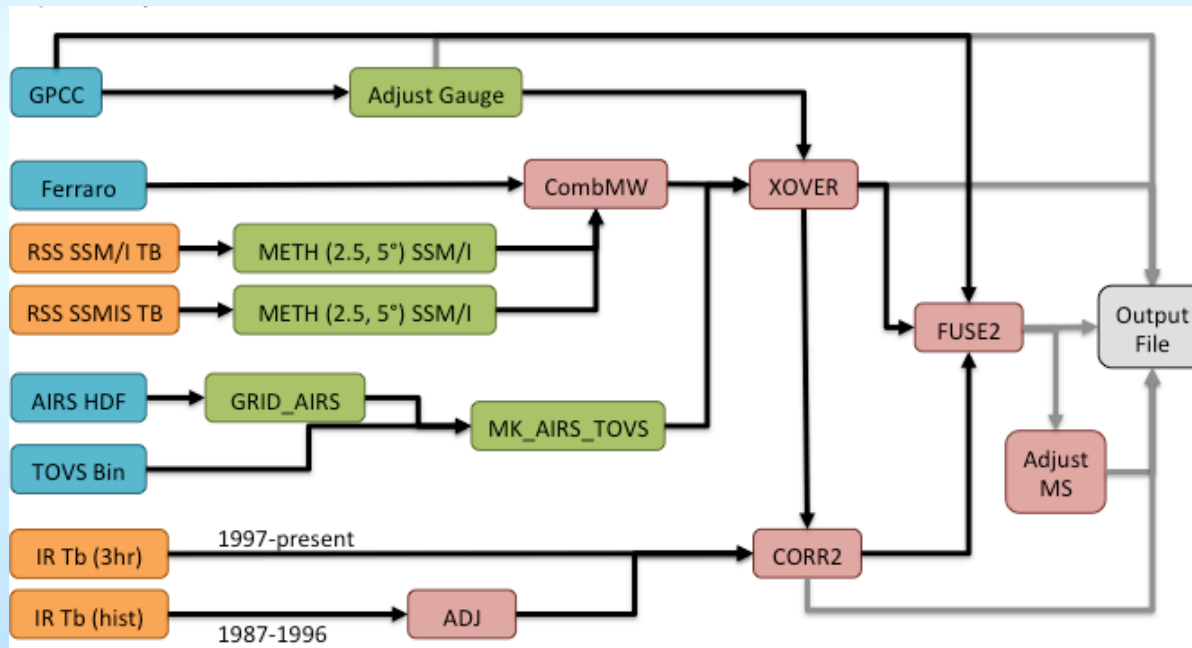 GPCC
Adjust Gauge
Ferraro
CombMW
XOVER
RSS SSM/I TB
METH (2.5, 5°) SSM/I
RSS SSMIS TB
METH (2.5, 5°) SSM/I
FUSE2
Output
File
AIRS HDF
GRID_AIRS
MK_AIRS_TOVS
TOVS Bin
Adjust
MS
1997-present
IR Tb (3hr)
CORR2
IR Tb (hist)
ADJ
1987-1996